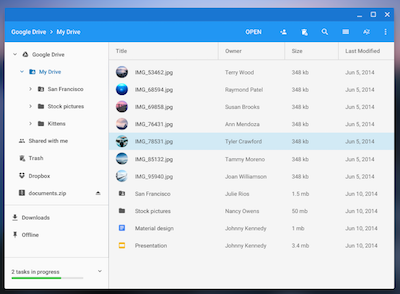 Google Drive > My Drive
OPEN
Google Drive
My Drive
San Francisco
Stock pictures
Kittens
Shared with me
Trash
Dropbox
documents.zip
Downloads
Offline
2 tasks in progress
Title Owner Size Last Modified
IMG_53462.jpg Terry Wood 348 kb Jun 5, 2014
IMG_68594.jpg Raymond Patel 348 kb Jun 5, 2014
IMG_69858.jpg Susan Brooks 348 kb Jun 5, 2014
IMG_76431.jpg Ann Mendoza 348 kb Jun 5, 2014
IMG_78531.jpg Tyler Crawford 348 kb Jun 5, 2014
IMG_85132.jpg Tammy Moreno 348 kb Jun 5, 2014
IMG_95940.jpg Joan Williamson 348 kb Jun 5, 2014
San Francisco Julie Rios 1.5 mb Jun 10, 2014
Stock pictures Nancy Owens 50 mb Jun 10, 2014
Material design Johnny Kennedy 1 mb Jun 10, 2014
Presentation Johnny Kennedy 3.4 mb Jun 10, 2014